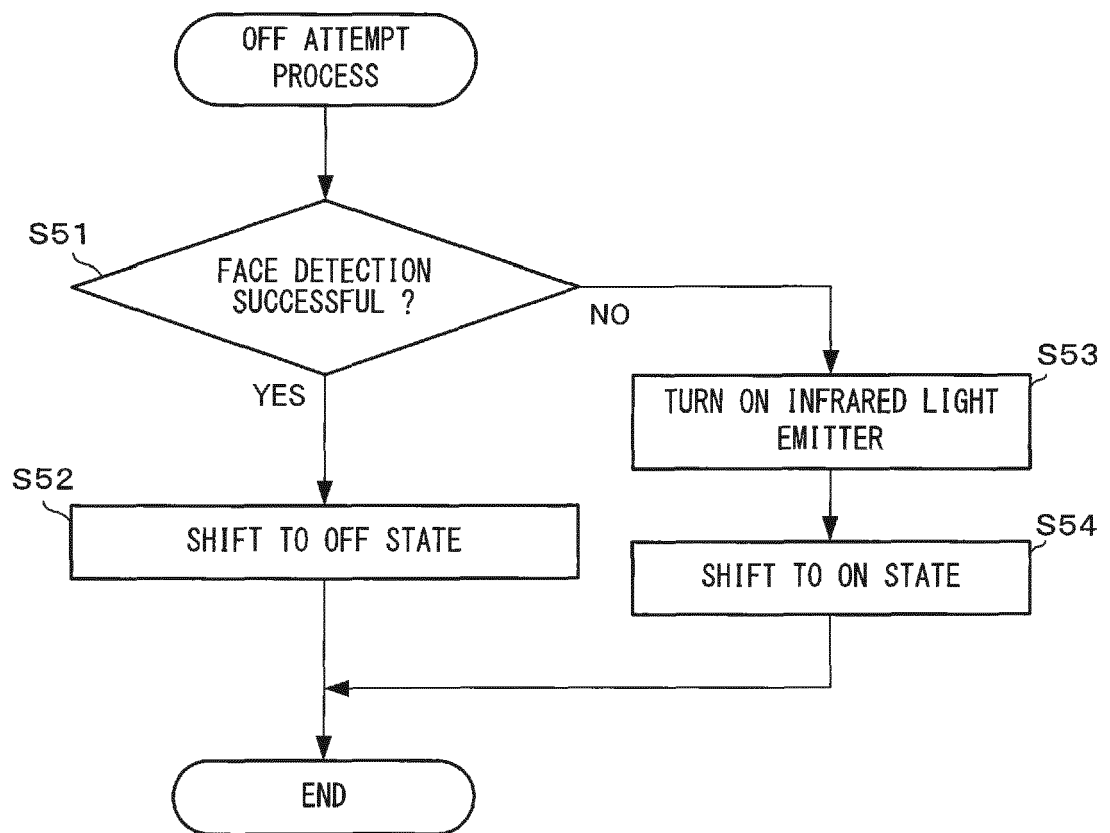 OFF ATTEMPT
PROCESS
S51
FACE DETECTION
SUCCESSFUL ?
NO
YES
S53
TURN ON INFRARED LIGHT
EMITTER
S52
SHIFT TO OFF STATE
S54
SHIFT TO ON STATE
END